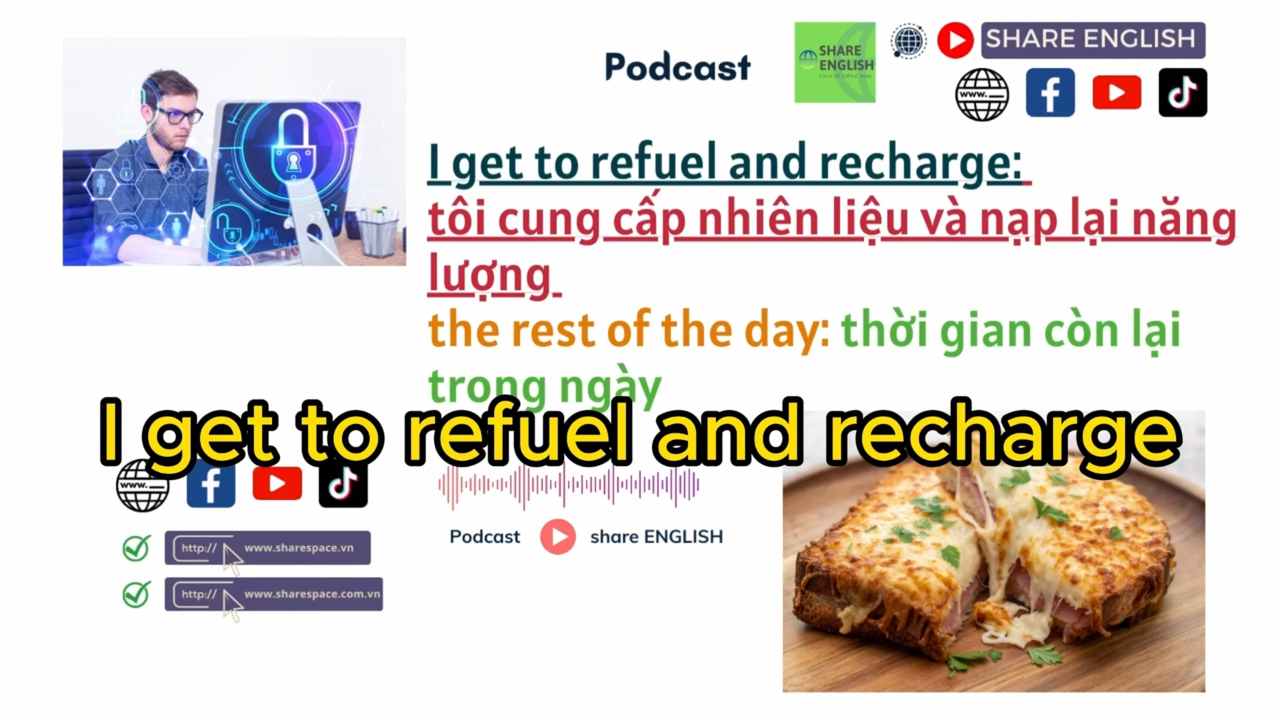 Podcast
SHARE
ENGLISH
SHARE ENGLISH
www.
I get to refuel and recharge:
tôi cung cấp nhiên liệu và nạp lại năng
lượng
the rest of the day: thời gian còn lại
trong ngày
I get to refuel and recharge
www.
Podcast share ENGLISH
http:// www.sharespace.vn
http:// www.sharespace.com.vn